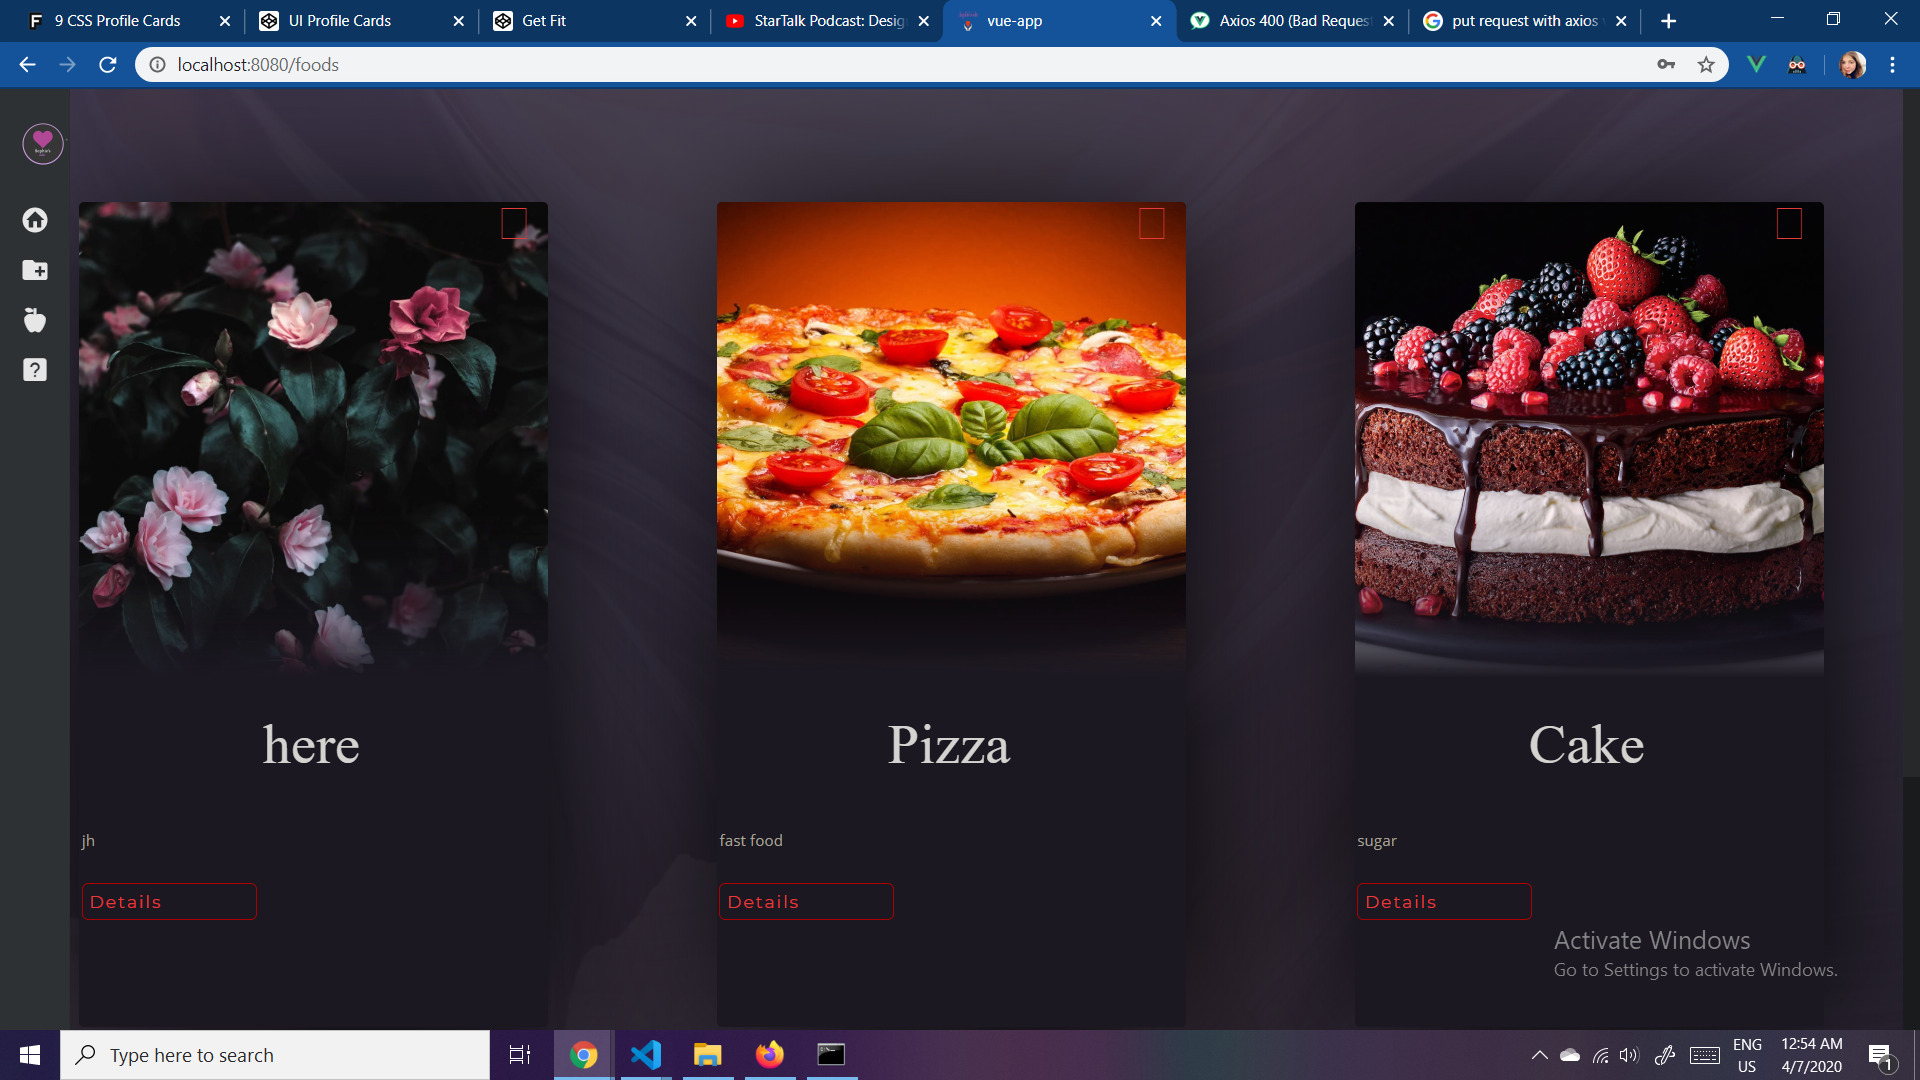 9 CSS Profile Cards
UI Profile Cards
Get Fit
StarTalk Podcast: Desig
vue-app
Axios 400 (Bad Reques
put request with axios
localhost:8080/foods
here
Pizza
Cake
jh
fast food
sugar
Details
Details
Details
Activate Windows
Go to Settings to activate Windows.
Type here to search
ENG
US
12:54 AM
4/7/2020
1